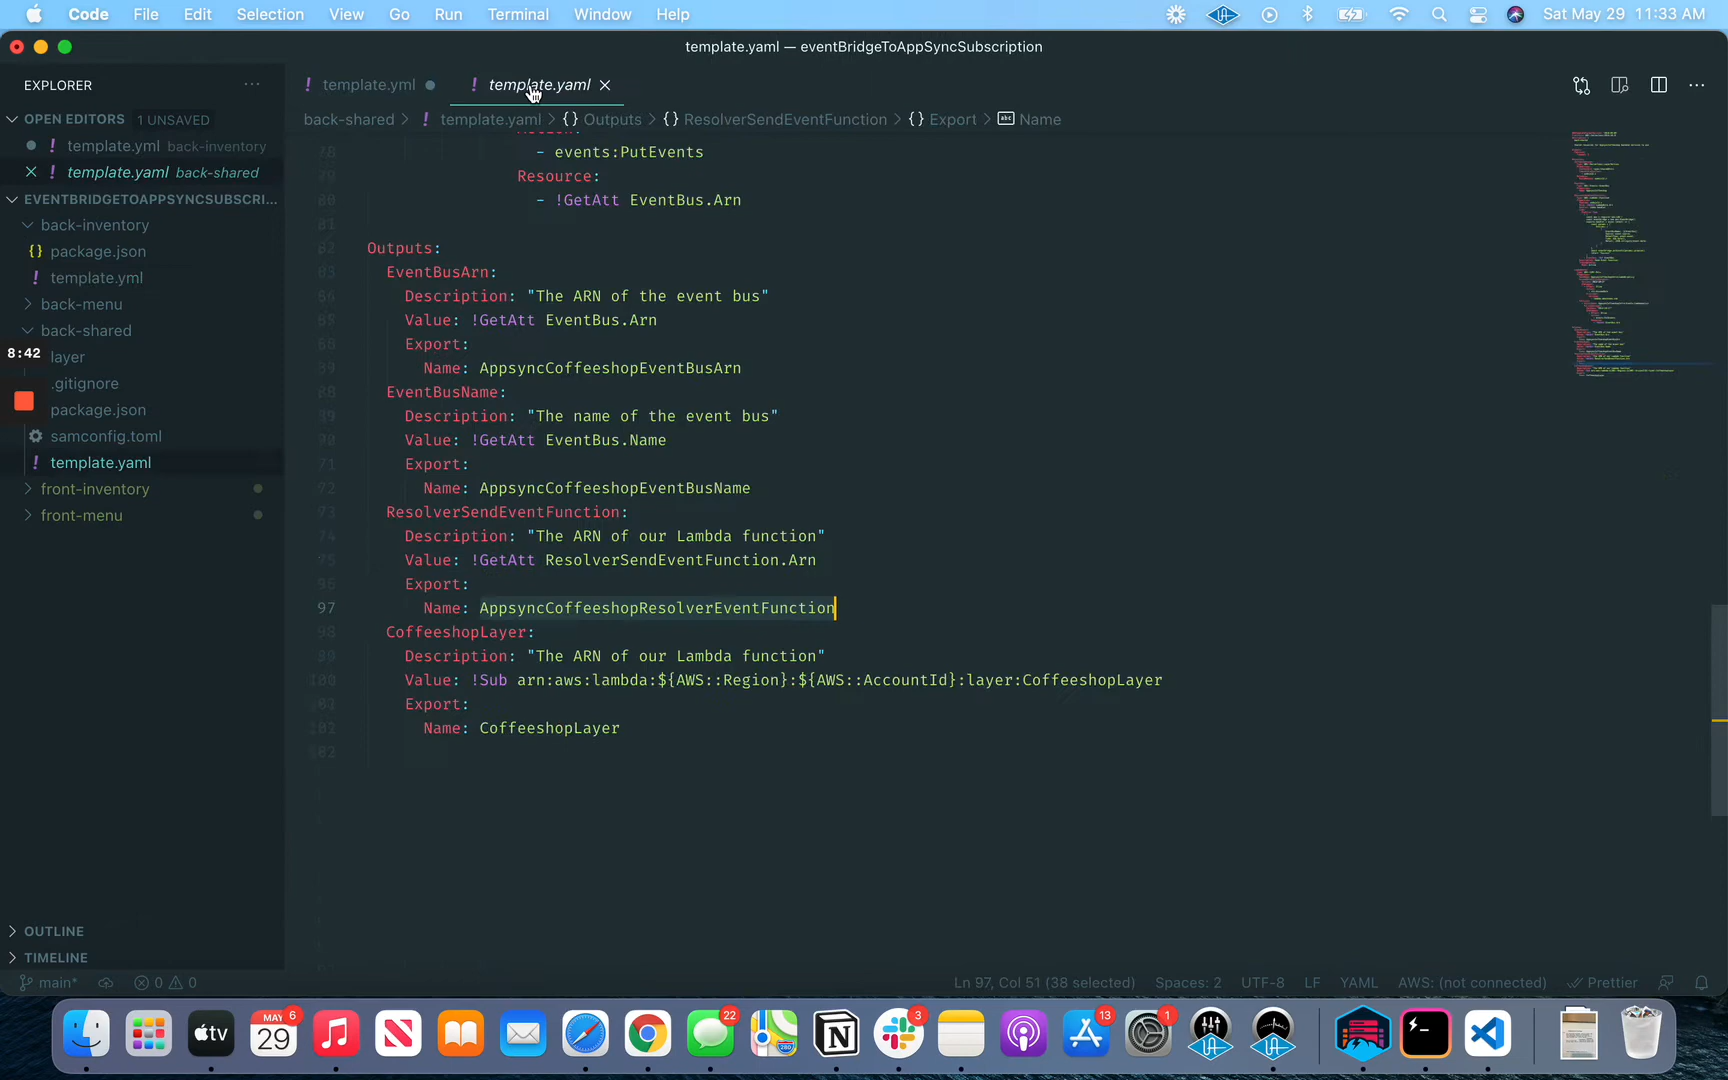 Code File Edit Selection View Go Run Terminal Window Help Sat May 29 11:33 AM
template.yaml — eventBridgeToAppSyncSubscription
EXPLORER ...
! template.yml ● ! template.yaml ×
OPEN EDITORS 1 UNSAVED
back-shared > ! template.yaml > {} Outputs > {} ResolverSendEventFunction > {} Export > abc Name
● ! template.yml back-inventory
× ! template.yaml back-shared
EVENTBRIDGETOAPPSYNCSUBSCRI...
back-inventory
{} package.json
! template.yml
back-menu
back-shared
8:42
layer
.gitignore
package.json
samconfig.toml
! template.yaml
front-inventory
front-menu
OUTLINE
TIMELINE
- events:PutEvents
Resource:
- !GetAtt EventBus.Arn
Outputs:
EventBusArn:
Description: "The ARN of the event bus"
Value: !GetAtt EventBus.Arn
Export:
Name: AppsyncCoffeeshopEventBusArn
EventBusName:
Description: "The name of the event bus"
Value: !GetAtt EventBus.Name
Export:
Name: AppsyncCoffeeshopEventBusName
ResolverSendEventFunction:
Description: "The ARN of our Lambda function"
Value: !GetAtt ResolverSendEventFunction.Arn
Export:
97 Name: AppsyncCoffeeshopResolverEventFunction
CoffeeshopLayer:
Description: "The ARN of our Lambda function"
Value: !Sub arn:aws:lambda:${AWS::Region}:${AWS::AccountId}:layer:CoffeeshopLayer
Export:
Name: CoffeeshopLayer
main* 0 0 Ln 97, Col 51 (38 selected) Spaces: 2 UTF-8 LF YAML AWS: (not connected) Prettier
tv MAY 29 6 22 3 13 1
280